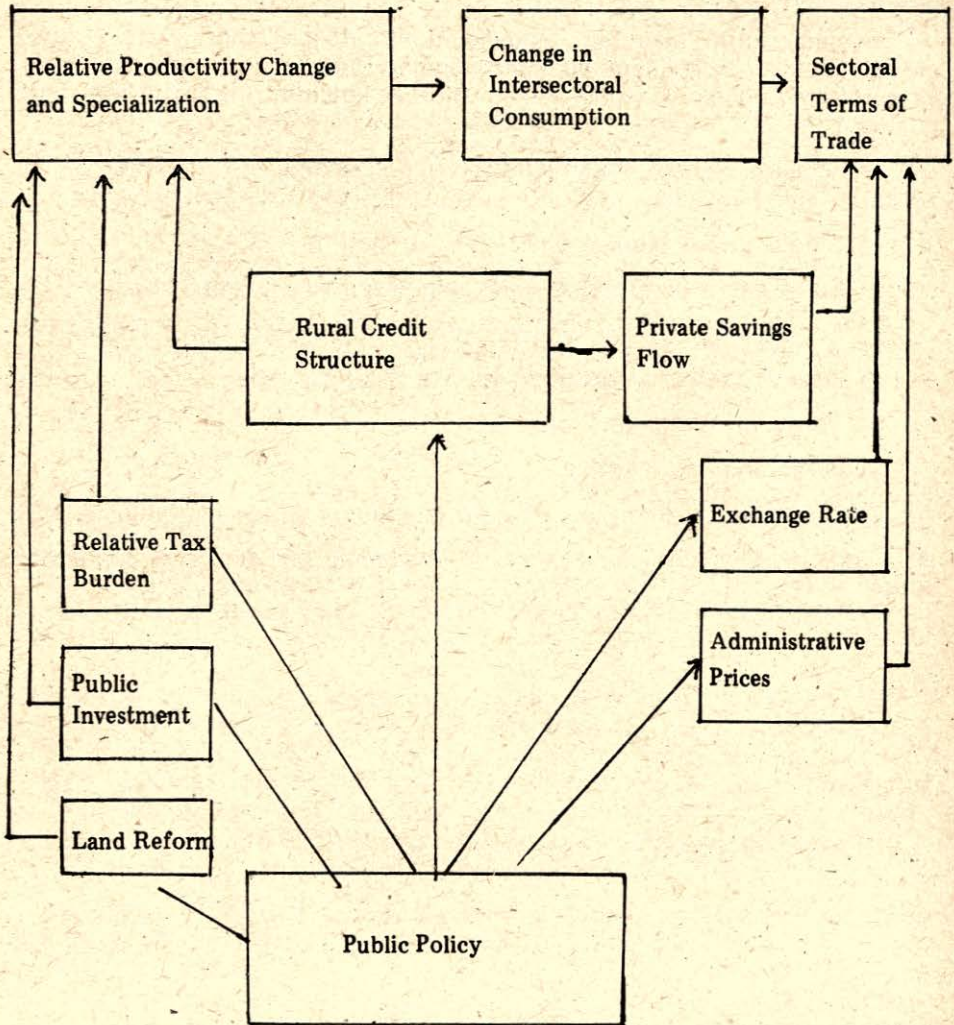 Relative Productivity Change
and Specialization
Change in
Intersectoral
Consumption
Sectoral
Terms of
Trade
Rural Credit
Structure
Private Savings
Flow
Relative Tax
Burden
Exchange Rate
Public
Investment
Administrative
Prices
Land Reform
Public Policy